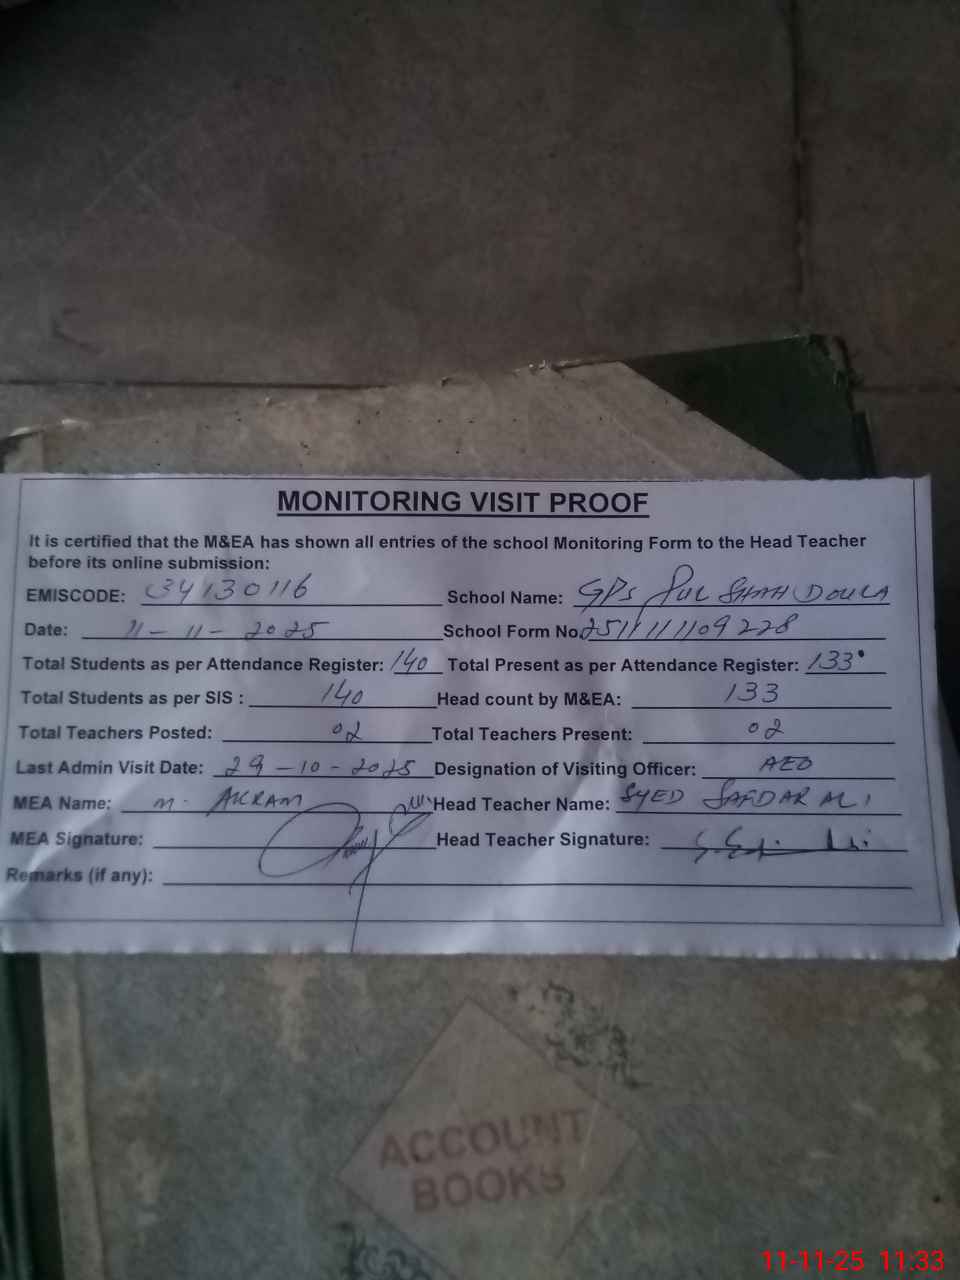 MONITORING VISIT PROOF
It is certified that the M&EA has shown all entries of the school Monitoring Form to the Head Teacher
before its online submission:
EMISCODE: 34130116 School Name: GPS PUL SHAH DOULA
Date: 11-11-2025 School Form No. 2511111109228
Total Students as per Attendance Register: 140 Total Present as per Attendance Register: 133
Total Students as per SIS : 140 Head count by M&EA: 133
Total Teachers Posted: 02 Total Teachers Present: 02
Last Admin Visit Date: 29-10-2025 Designation of Visiting Officer: AEO
MEA Name: M. AKRAM Head Teacher Name: SYED SAFDAR ALI
MEA Signature: Head Teacher Signature:
Remarks (if any):
ACCOUNT
BOOKS
11-11-25 11:33